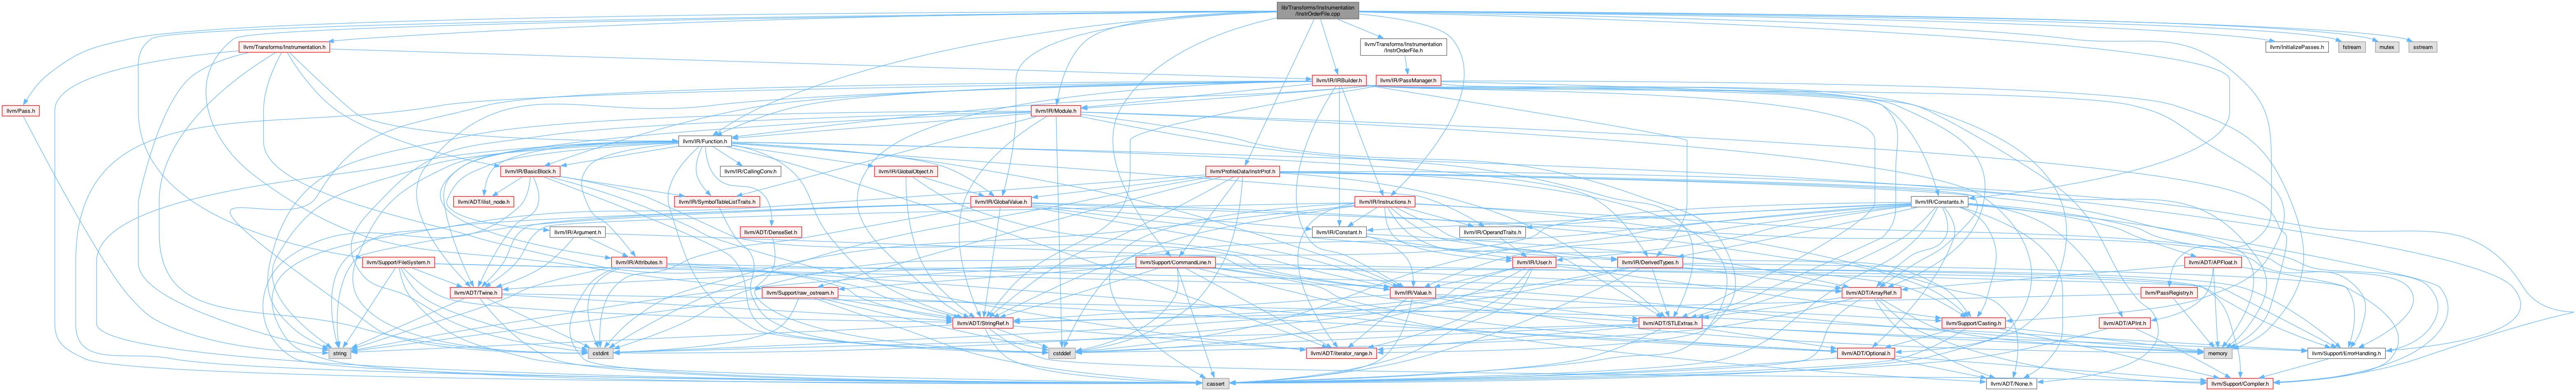 lib/Transforms/Instrumentation
/InstrOrderFile.cpp
llvm/Transforms/Instrumentation.h
llvm/Transforms/Instrumentation
/InstrOrderFile.h
llvm/InitializePasses.h
fstream
mutex
sstream
llvm/IR/IRBuilder.h
llvm/IR/PassManager.h
llvm/Pass.h
llvm/IR/Module.h
llvm/IR/Function.h
llvm/IR/BasicBlock.h
llvm/IR/CallingConv.h
llvm/IR/GlobalObject.h
llvm/ProfileData/InstrProf.h
llvm/ADT/ilist_node.h
llvm/IR/SymbolTableListTraits.h
llvm/IR/GlobalValue.h
llvm/IR/Instructions.h
llvm/IR/Constants.h
llvm/IR/Argument.h
llvm/ADT/DenseSet.h
llvm/IR/Constant.h
llvm/IR/OperandTraits.h
llvm/Support/FileSystem.h
llvm/IR/Attributes.h
llvm/Support/CommandLine.h
llvm/IR/User.h
llvm/IR/DerivedTypes.h
llvm/ADT/APFloat.h
llvm/ADT/Twine.h
llvm/Support/raw_ostream.h
llvm/IR/Value.h
llvm/ADT/ArrayRef.h
llvm/PassRegistry.h
llvm/ADT/StringRef.h
llvm/ADT/STLExtras.h
llvm/Support/Casting.h
llvm/ADT/APInt.h
string
cstdint
cstddef
llvm/ADT/iterator_range.h
llvm/ADT/Optional.h
memory
llvm/Support/ErrorHandling.h
cassert
llvm/ADT/None.h
llvm/Support/Compiler.h